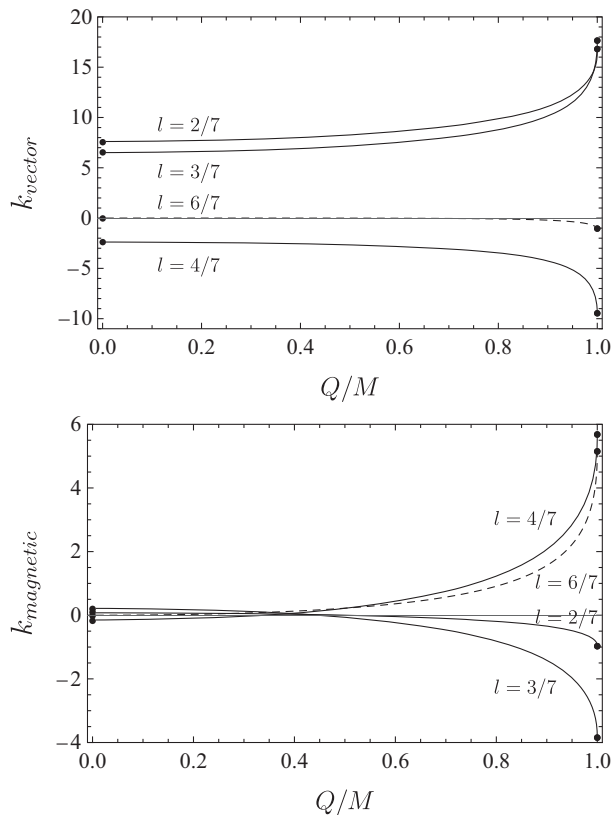 20
15
10
5
0
−5
−10
k_vector
l = 2/7
l = 3/7
l = 6/7
l = 4/7
0.0 0.2 0.4 0.6 0.8 1.0
Q/M
6
4
2
0
−2
−4
k_magnetic
l = 4/7
l = 6/7
l = 2/7
l = 3/7
0.0 0.2 0.4 0.6 0.8 1.0
Q/M